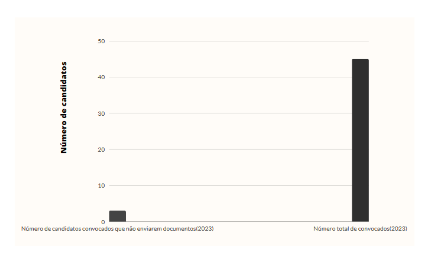 50
40
30
20
10
0
Número de candidatos
Número de candidatos convocados que não enviaram documentos(2023)
Número total de convocados(2023)